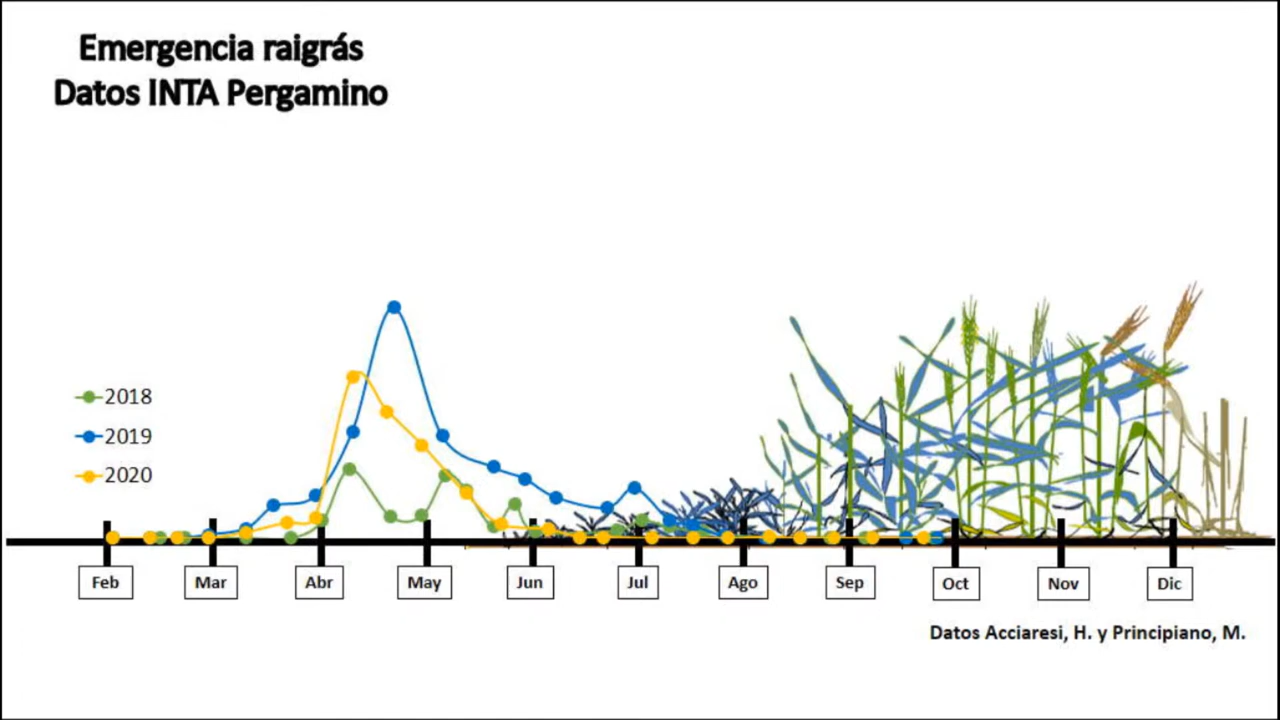 Emergencia raigrás
Datos INTA Pergamino
2018
2019
2020
Feb Mar Abr May Jun Jul Ago Sep Oct Nov Dic
Datos Acciaresi, H. y Principiano, M.